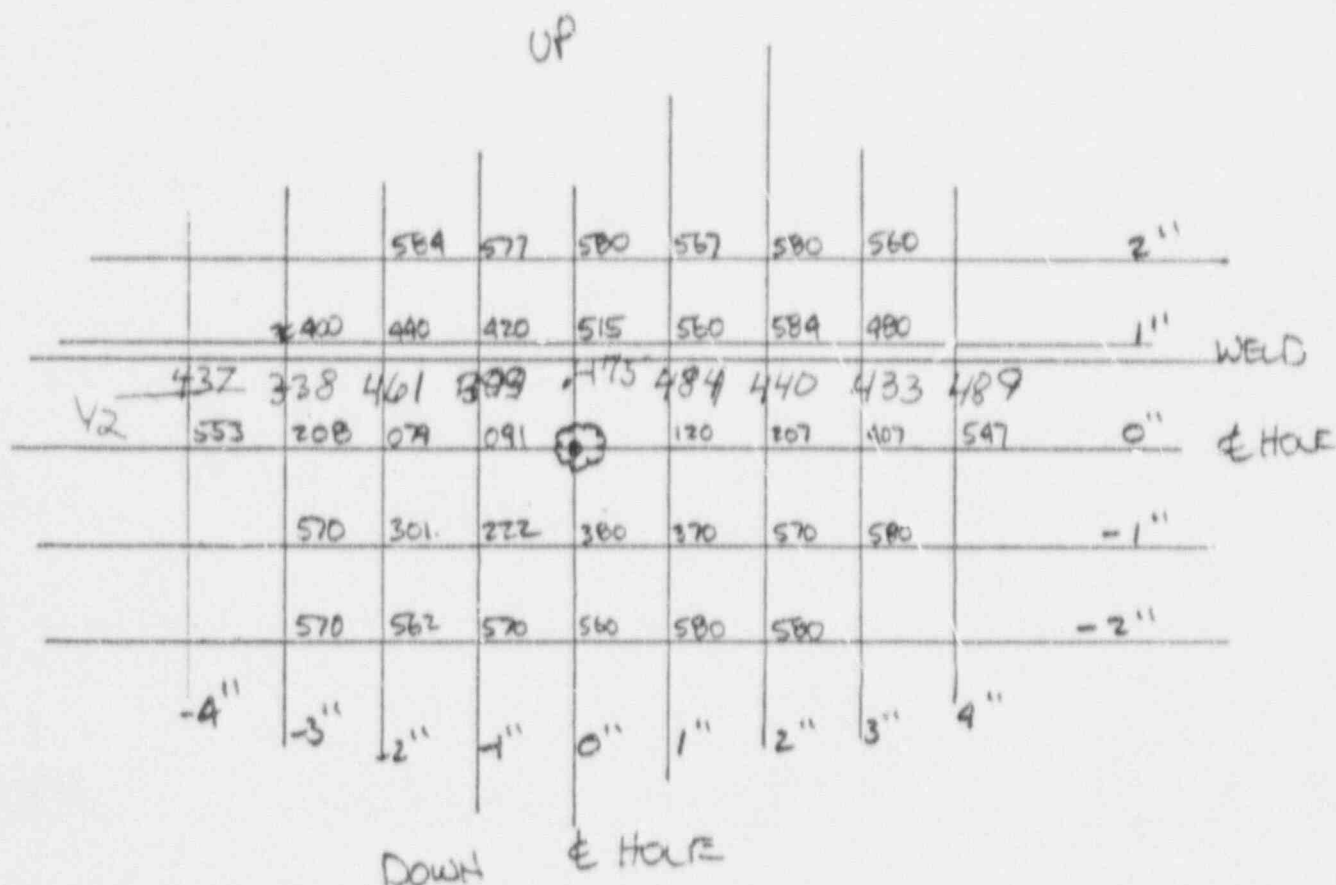 UP
584 577 580 567 580 560 2"
400 440 420 515 560 584 480 1"
WELD
437 338 461 399 .475 484 440 433 489
1/2
553 208 079 091 120 207 407 547 0" ℄ HOLE
570 301. 222 380 370 570 580 -1"
570 562 570 560 580 580 -2"
-4" -3" -2" -1" 0" 1" 2" 3" 4"
DOWN ℄ HOLE